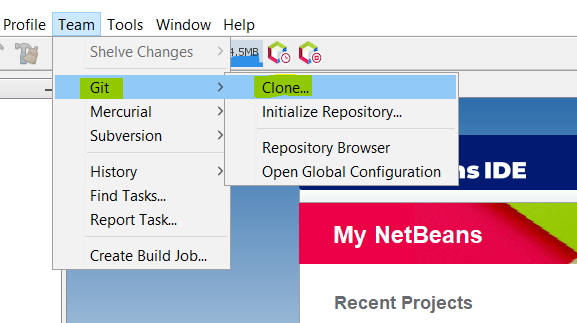 Profile Team Tools Window Help
Shelve Changes
4.5MB
Git
Mercurial
Subversion
History
Find Tasks...
Report Task...
Create Build Job...
Clone...
Initialize Repository...
Repository Browser
Open Global Configuration
IDE
My NetBeans
Recent Projects